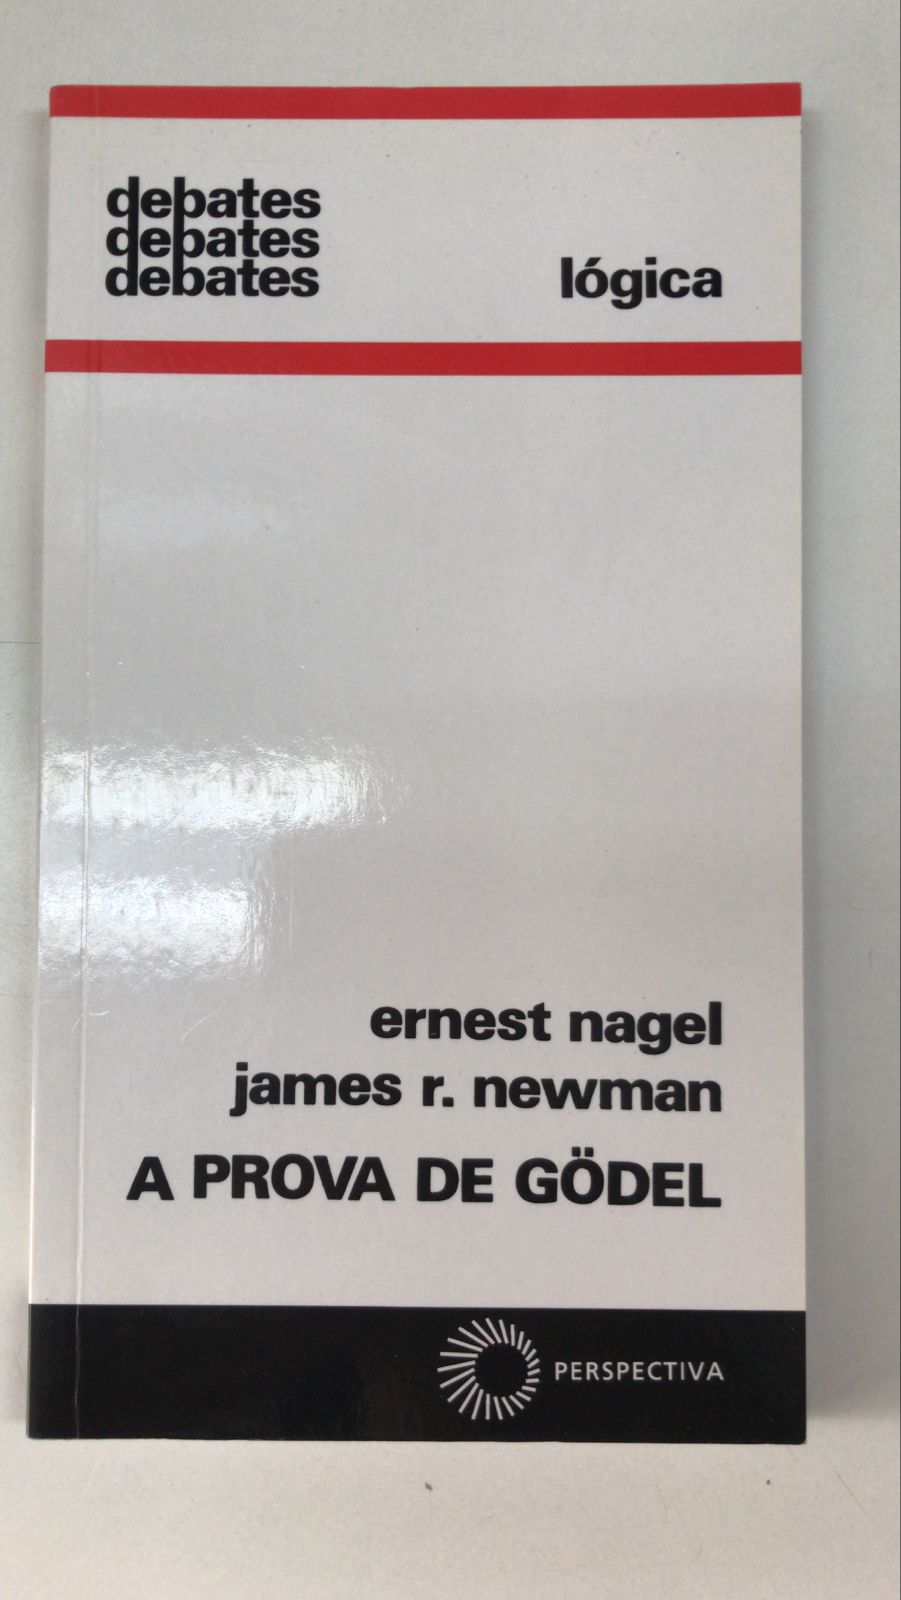 debates
debates
debates
lógica
ernest nagel
james r. newman
A PROVA DE GÖDEL
PERSPECTIVA